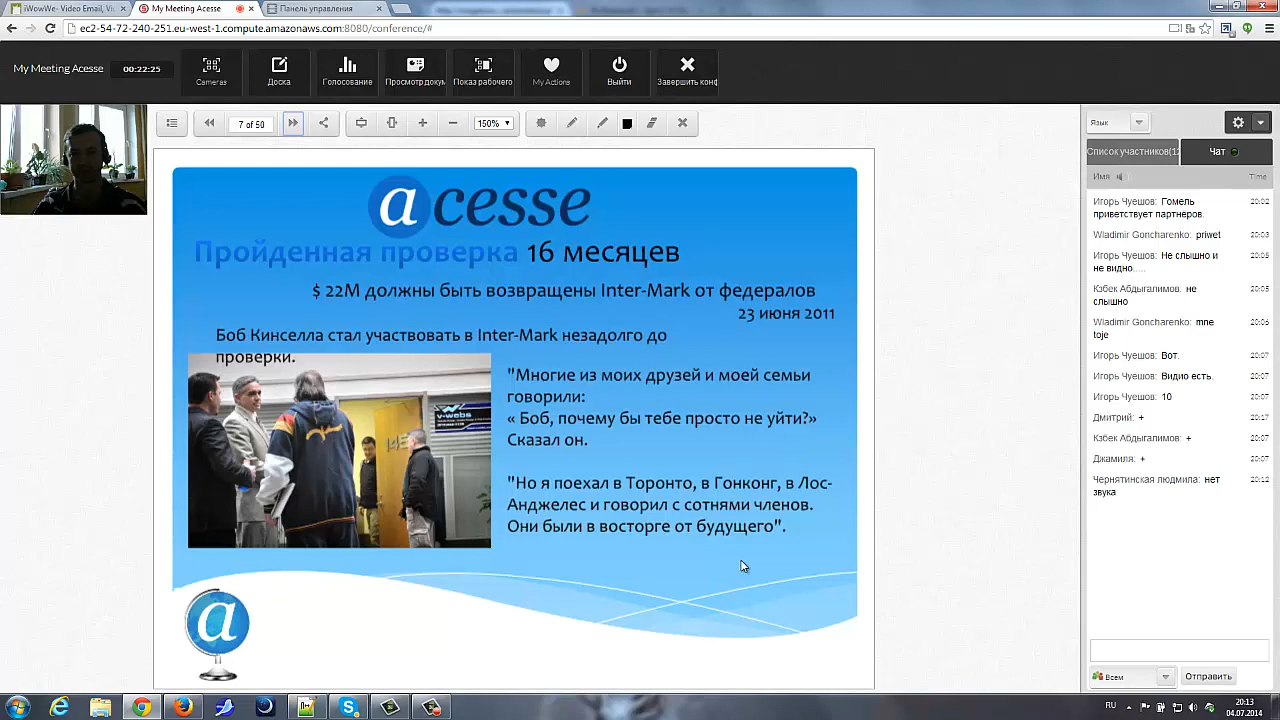 iWowWe- Video Email, Vi
My Meeting Acesse
Панель управления
ec2-54-72-240-251.eu-west-1.compute.amazonaws.com:8080/conference/#
My Meeting Acesse
00:22:25
Cameras
Доска
Голосование
Просмотр докум
Показ рабочего
My Actions
Выйти
Завершить конф
7 of 50
150%
acesse
Пройденная проверка 16 месяцев
$ 22M должны быть возвращены Inter-Mark от федералов
23 июня 2011
Боб Кинселла стал участвовать в Inter-Mark незадолго до
проверки.
"Многие из моих друзей и моей семьи
говорили:
« Боб, почему бы тебе просто не уйти?»
Сказал он.
"Но я поехал в Торонто, в Гонконг, в Лос-
Анджелес и говорил с сотнями членов.
Они были в восторге от будущего".
v-webs
a
Язык
Список участников(12
Чат
Имя
Time
Игорь Чуешов: Гомель 20:02
приветствует партнёров.
Wladimir Goncharenko: priwet 20:03
Игорь Чуешов: Не слышно и 20:05
не видно.....
Кзбек Абдыгалимов: не 20:05
слышно
Wladimir Goncharenko: mne 20:06
toje
Игорь Чуешов: Вот. 20:07
Игорь Чуешов: Видио есть. 20:07
Игорь Чуешов: 10 20:07
Дмитрий: + 20:07
Кзбек Абдыгалимов: + 20:07
Джамиля: + 20:07
Чернятинская людмила: нет 20:07
звука
Всем
Отправить
RU
20:13
04.07.2014